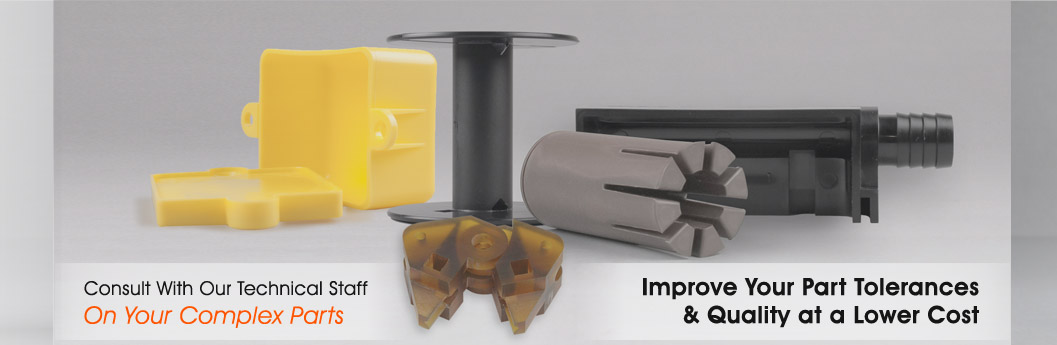 Consult With Our Technical Staff
On Your Complex Parts
Improve Your Part Tolerances
& Quality at a Lower Cost